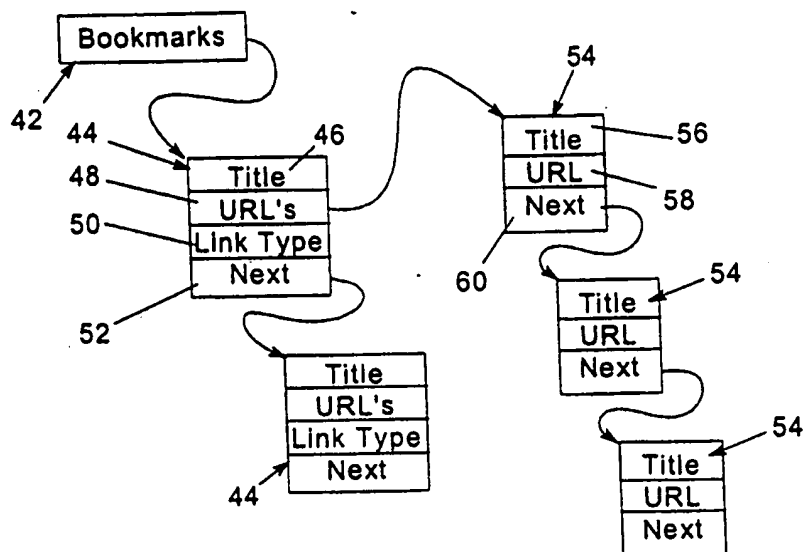 Bookmarks
42
44
46
Title
48
URL's
50
Link Type
Next
52
Title
URL's
Link Type
44
Next
54
Title
56
URL
58
Next
60
Title
54
URL
Next
Title
54
URL
Next